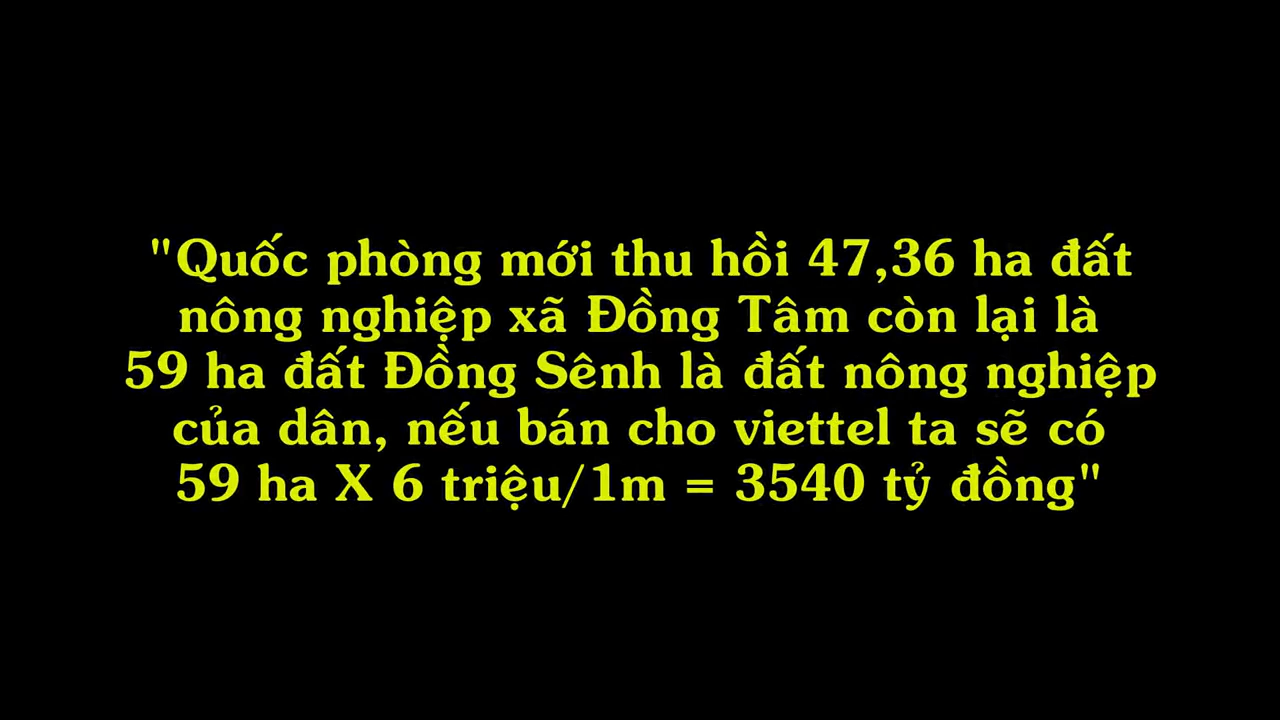 "Quốc phòng mới thu hồi 47,36 ha đất
nông nghiệp xã Đồng Tâm còn lại là
59 ha đất Đồng Sênh là đất nông nghiệp
của dân, nếu bán cho viettel ta sẽ có
59 ha X 6 triệu/1m = 3540 tỷ đồng"